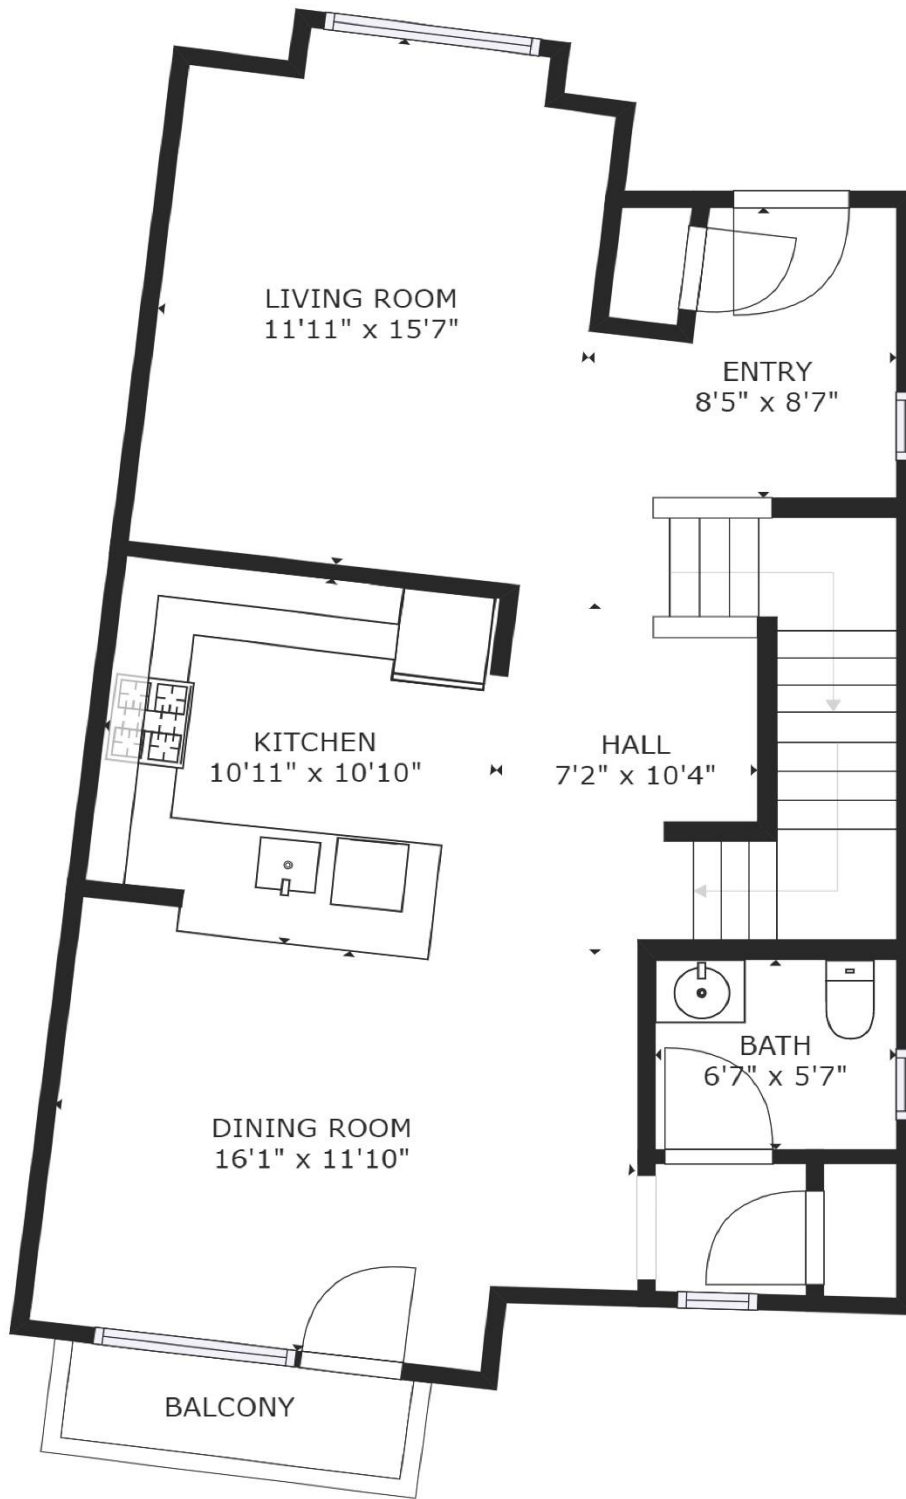 LIVING ROOM
11'11" x 15'7"
ENTRY
8'5" x 8'7"
KITCHEN
10'11" x 10'10"
HALL
7'2" x 10'4"
BATH
6'7" x 5'7"
DINING ROOM
16'1" x 11'10"
BALCONY